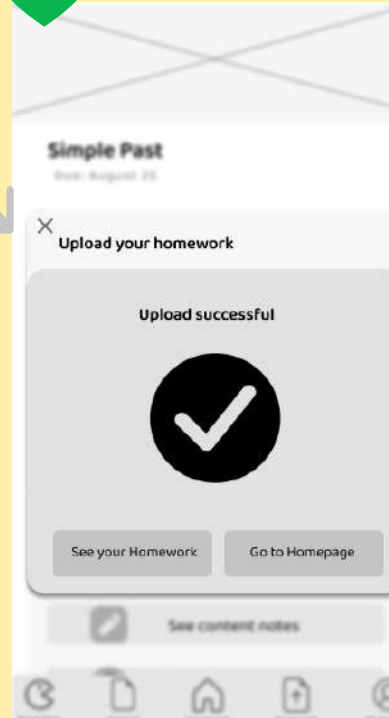 Simple Past
Due: August 25
Upload your homework
Upload successful
See your Homework
Go to Homepage
See content notes